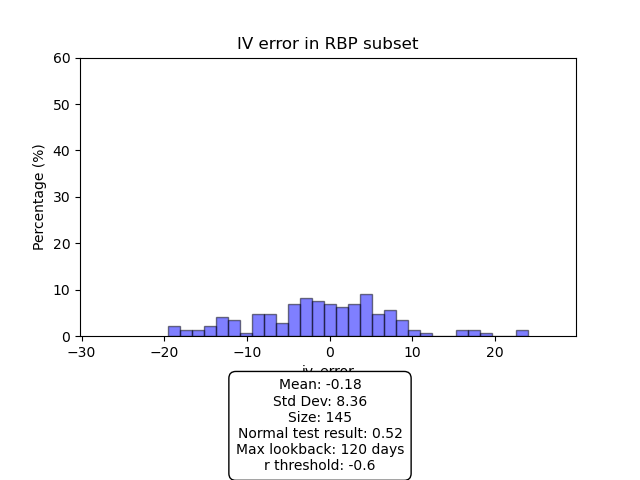 IV error in RBP subset
60
50
40
30
20
10
0
Percentage (%)
−30 −20 −10 0 10 20
iv_error
Mean: -0.18
Std Dev: 8.36
Size: 145
Normal test result: 0.52
Max lookback: 120 days
r threshold: -0.6